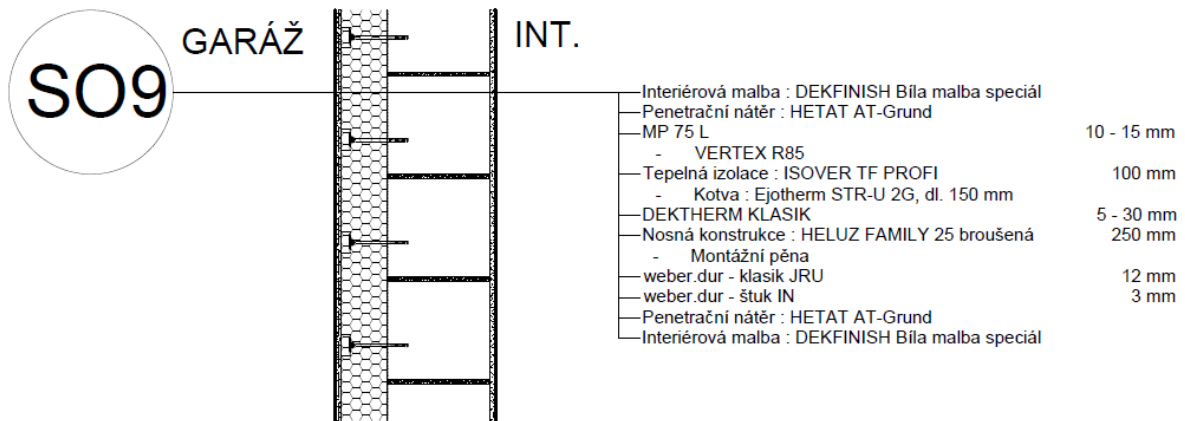 SO9
GARÁŽ
INT.
Interiérová malba : DEKFINISH Bíla malba speciál
Penetrační nátěr : HETAT AT-Grund
MP 75 L 10 - 15 mm
- VERTEX R85
Tepelná izolace : ISOVER TF PROFI 100 mm
- Kotva : Ejotherm STR-U 2G, dl. 150 mm
DEKTHERM KLASIK 5 - 30 mm
Nosná konstrukce : HELUZ FAMILY 25 broušená 250 mm
- Montážní pěna
weber.dur - klasik JRU 12 mm
weber.dur - štuk IN 3 mm
Penetrační nátěr : HETAT AT-Grund
Interiérová malba : DEKFINISH Bíla malba speciál